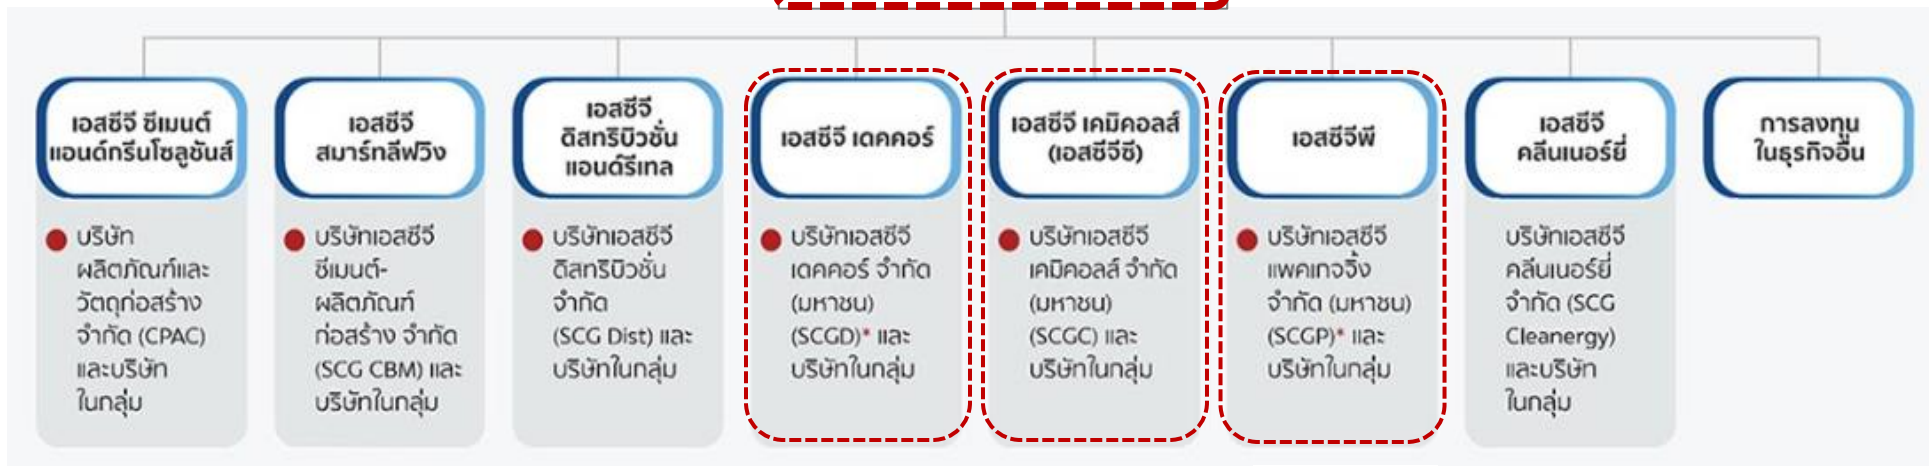 เอสซีจี ซีเมนต์
แอนด์กรีนโซลูชันส์
เอสซีจี
สมาร์ทลีฟวิง
เอสซีจี
ดิสทริบิวชั่น
แอนด์รีเทล
เอสซีจี เดคคอร์
เอสซีจี เคมิคอลส์
(เอสซีจีซี)
เอสซีจีพี
เอสซีจี
คลีนเนอร์ยี่
การลงทุน
ในธุรกิจอื่น
บริษัท
ผลิตภัณฑ์และ
วัตถุก่อสร้าง
จำกัด (CPAC)
และบริษัท
ในกลุ่ม
บริษัทเอสซีจี
ซีเมนต์-
ผลิตภัณฑ์
ก่อสร้าง จำกัด
(SCG CBM) และ
บริษัทในกลุ่ม
บริษัทเอสซีจี
ดิสทริบิวชั่น
จำกัด
(SCG Dist) และ
บริษัทในกลุ่ม
บริษัทเอสซีจี
เดคคอร์ จำกัด
(มหาชน)
(SCGD)* และ
บริษัทในกลุ่ม
บริษัทเอสซีจี
เคมิคอลส์ จำกัด
(มหาชน)
(SCGC) และ
บริษัทในกลุ่ม
บริษัทเอสซีจี
แพคเกจจิ้ง
จำกัด (มหาชน)
(SCGP)* และ
บริษัทในกลุ่ม
บริษัทเอสซีจี
คลีนเนอร์ยี่
จำกัด (SCG
Cleanergy)
และบริษัท
ในกลุ่ม